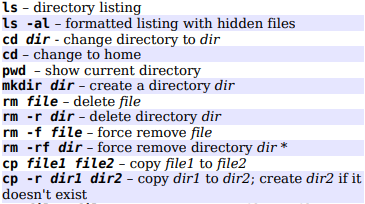 ls – directory listing
ls -al – formatted listing with hidden files
cd dir - change directory to dir
cd – change to home
pwd – show current directory
mkdir dir – create a directory dir
rm file – delete file
rm -r dir – delete directory dir
rm -f file – force remove file
rm -rf dir – force remove directory dir *
cp file1 file2 – copy file1 to file2
cp -r dir1 dir2 – copy dir1 to dir2; create dir2 if it
doesn't exist